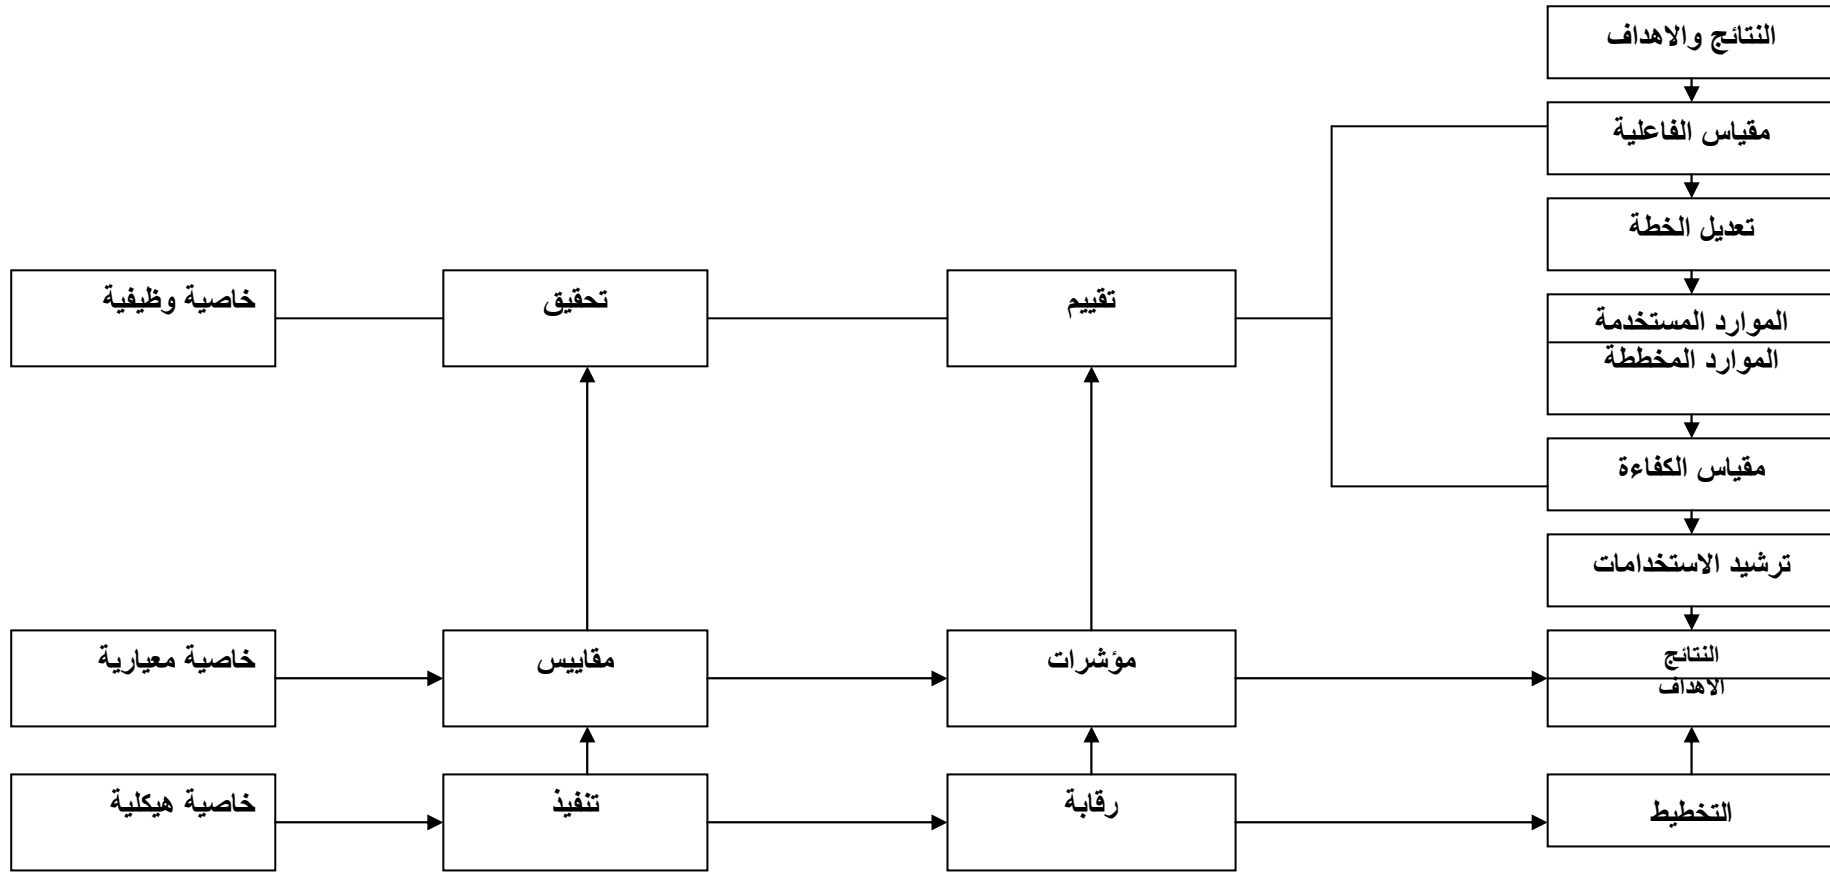 النتائج والاهداف
مقياس الفاعلية
تعديل الخطة
الموارد المستخدمة
الموارد المخططة
مقياس الكفاءة
ترشيد الاستخدامات
النتائج
الاهداف
التخطيط
تقييم
تحقيق
خاصية وظيفية
مؤشرات
مقاييس
خاصية معيارية
رقابة
تنفيذ
خاصية هيكلية